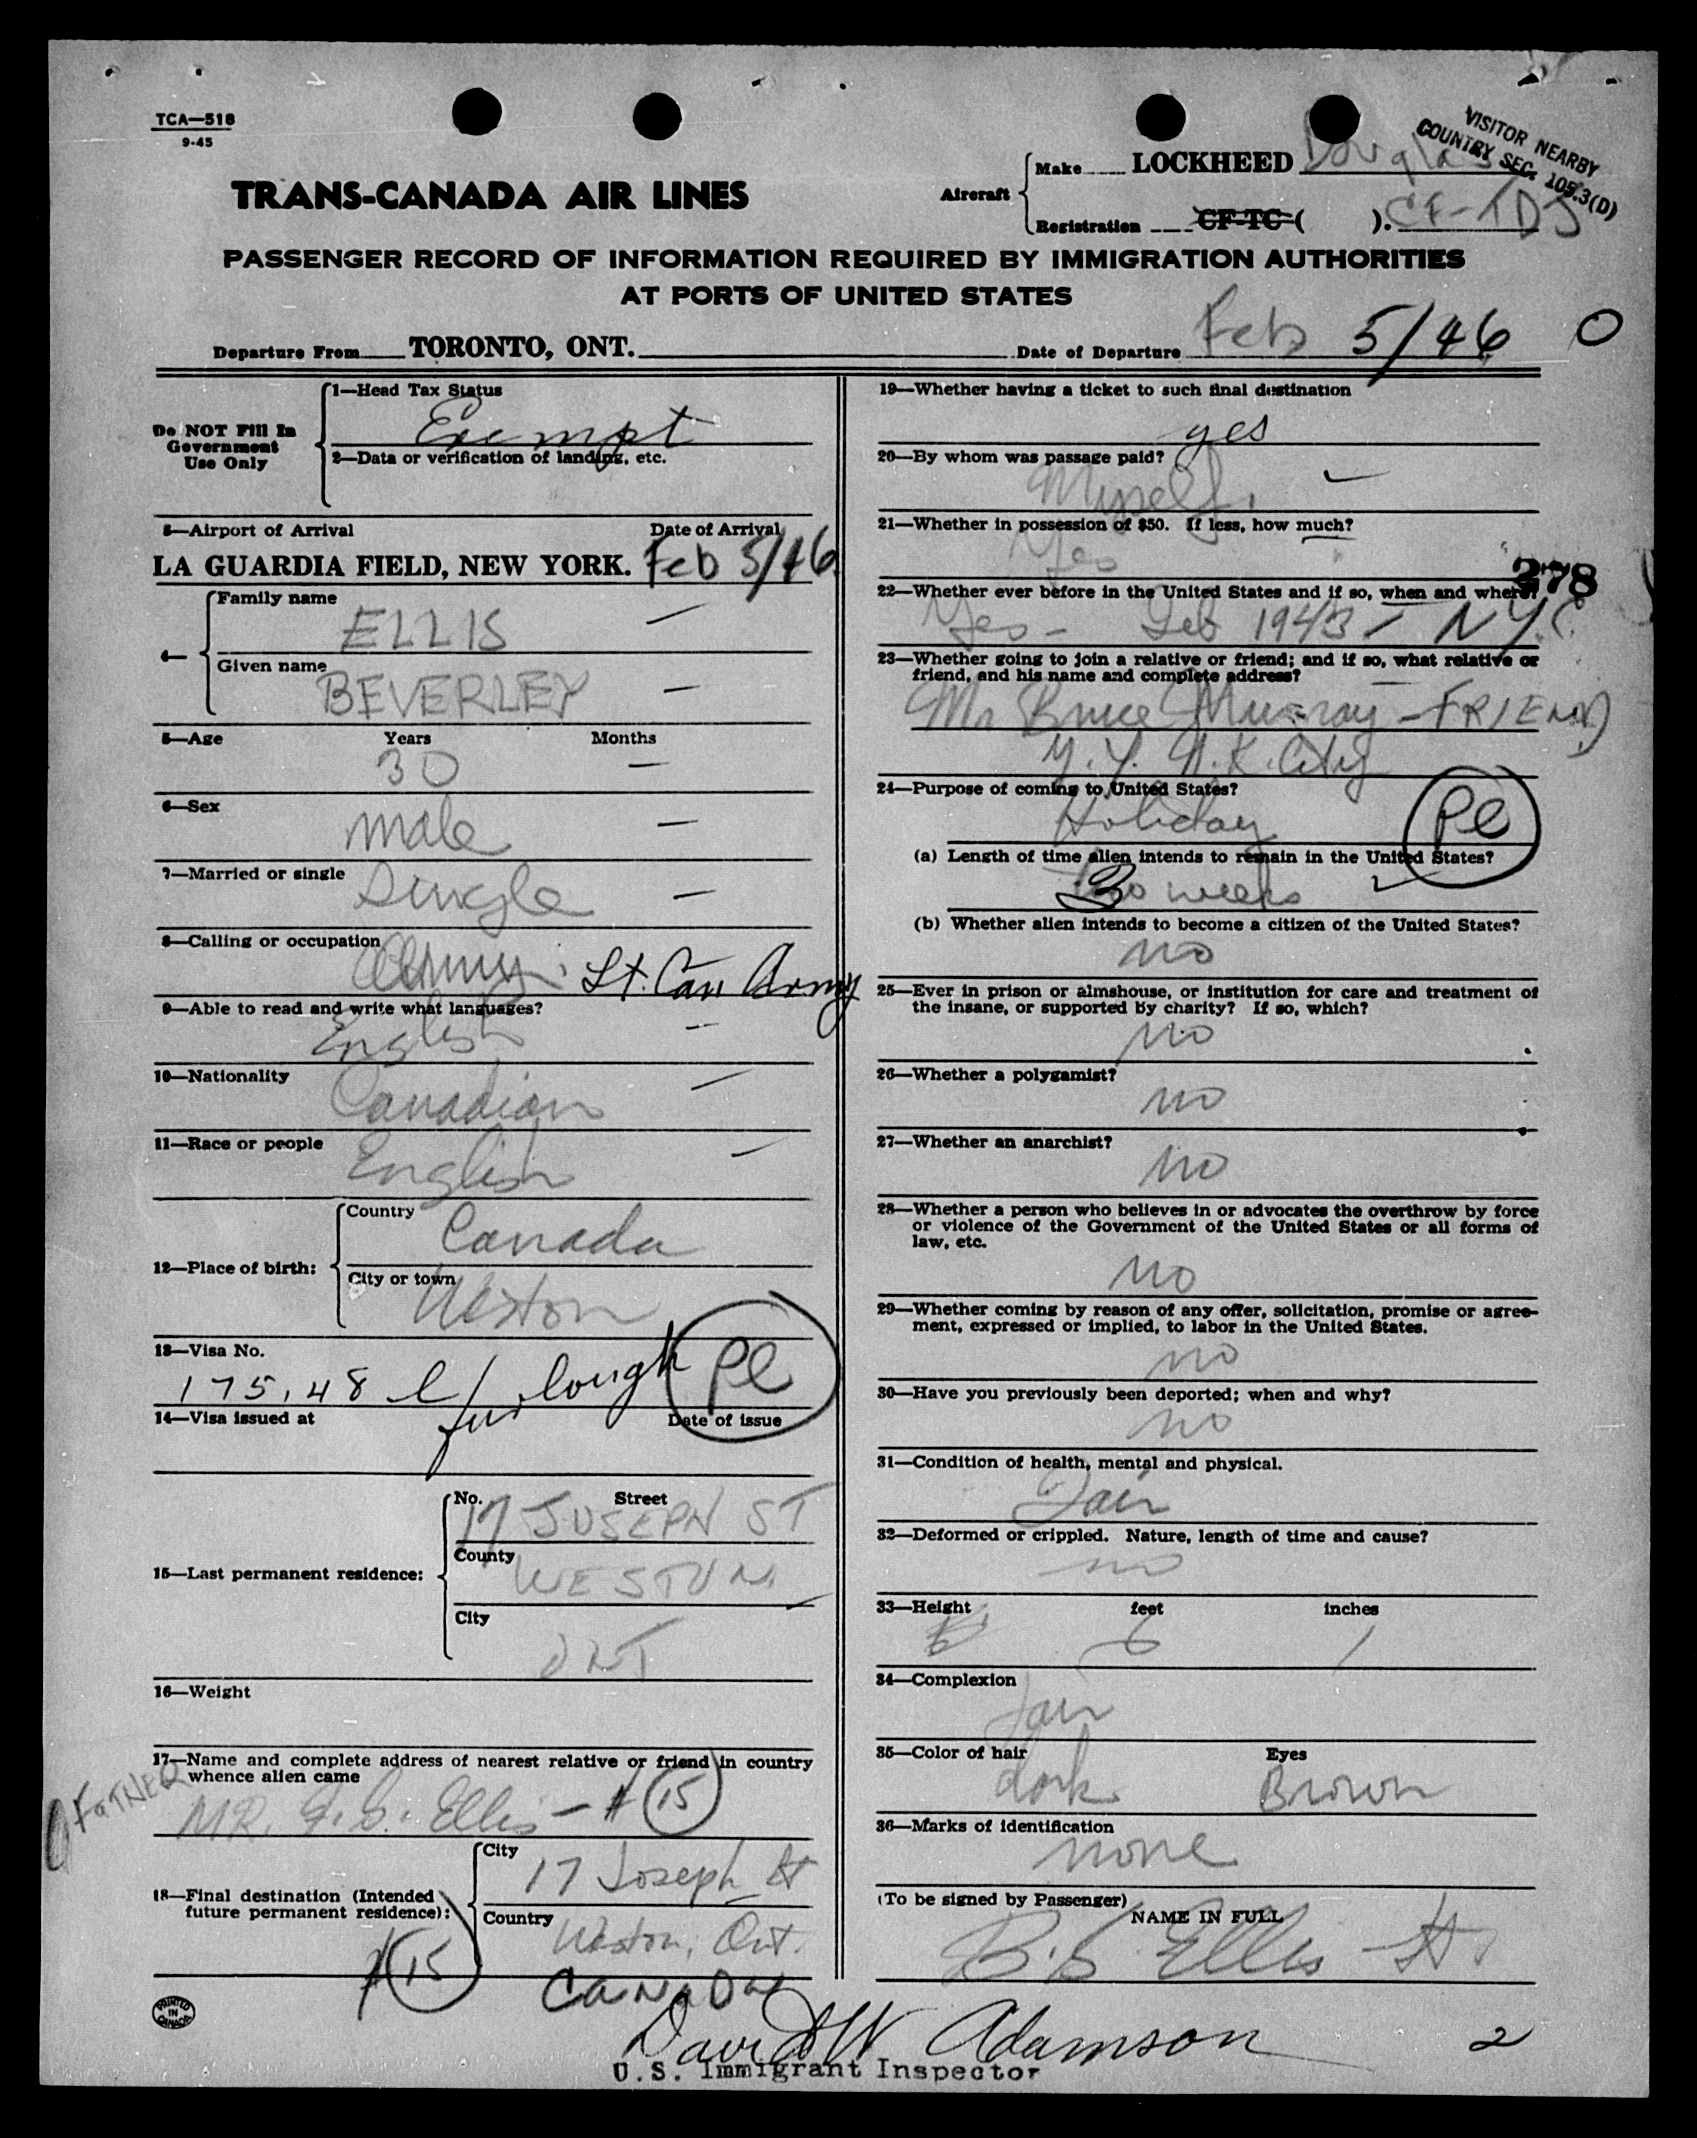 TCA—518
9-45
VISITOR NEARBY
COUNTRY SEC. 105.3(D)
TRANS-CANADA AIR LINES
Aircraft
Make LOCKHEED Douglas
Registration CF-TC-( ). CF-TDJ
PASSENGER RECORD OF INFORMATION REQUIRED BY IMMIGRATION AUTHORITIES
AT PORTS OF UNITED STATES
Departure From TORONTO, ONT. Date of Departure Feb 5/46 O
Do NOT Fill In
Government
Use Only
1—Head Tax Status
Exempt
2—Data or verification of landing, etc.
3—Airport of Arrival Date of Arrival
LA GUARDIA FIELD, NEW YORK. Feb 5/46
4—
Family name
ELLIS
Given name
BEVERLEY
5—Age Years Months
30 —
6—Sex
male
7—Married or single
Single
8—Calling or occupation
Army. Lt. Can Army
9—Able to read and write what languages?
English
10—Nationality
Canadian
11—Race or people
English
12—Place of birth:
Country
Canada
City or town
Weston
13—Visa No.
175.48 furlough
Pl
14—Visa issued at Date of issue
15—Last permanent residence:
No. Street
17 JOSEPH ST
County
WESTON.
City
ONT
16—Weight
17—Name and complete address of nearest relative or friend in country
whence alien came
FATHER
MR. Ellis — # 15
18—Final destination (Intended
future permanent residence):
City
17 Joseph St
Country
Weston, Ont.
CANADA
# 15
PRINTED
IN
CANADA
19—Whether having a ticket to such final destination
yes
20—By whom was passage paid?
Myself.
21—Whether in possession of $50. If less, how much?
Yes
278
22—Whether ever before in the United States and if so, when and where?
Yes - Feb 1943 - N.Y.C.
23—Whether going to join a relative or friend; and if so, what relative or
friend, and his name and complete address?
Mr Bruce Murray - FRIEND
City
24—Purpose of coming to United States?
Holiday
Pl
(a) Length of time alien intends to remain in the United States?
3 weeks
(b) Whether alien intends to become a citizen of the United States?
no
25—Ever in prison or almshouse, or institution for care and treatment of
the insane, or supported by charity? If so, which?
no
26—Whether a polygamist?
no
27—Whether an anarchist?
no
28—Whether a person who believes in or advocates the overthrow by force
or violence of the Government of the United States or all forms of
law, etc.
no
29—Whether coming by reason of any offer, solicitation, promise or agree-
ment, expressed or implied, to labor in the United States.
no
30—Have you previously been deported; when and why?
no
31—Condition of health, mental and physical.
Fair
32—Deformed or crippled. Nature, length of time and cause?
no
33—Height feet inches
6 1
34—Complexion
fair
35—Color of hair Eyes
dark Brown
36—Marks of identification
none
(To be signed by Passenger)
NAME IN FULL
B. S. Ellis Lt.
David W Adamson 2
U.S. Immigrant Inspector